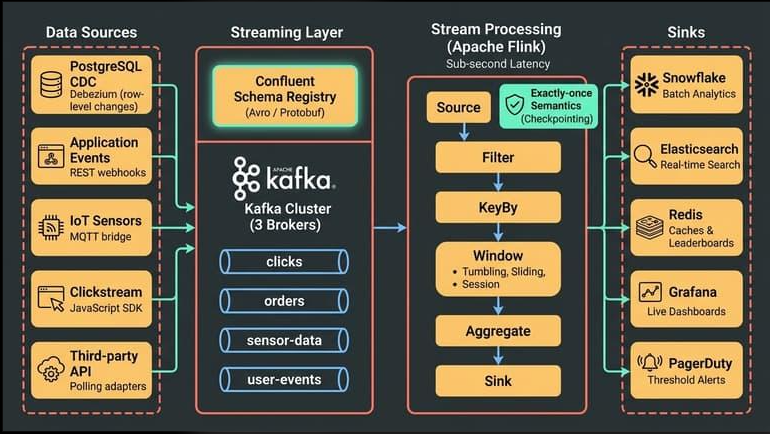 Data Sources
PostgreSQL
CDC
Debezium (row-
level changes)
Application
Events
REST webhooks
IoT Sensors
MQTT bridge
Clickstream
JavaScript SDK
Third-party
API
Polling adapters
Streaming Layer
Confluent
Schema Registry
(Avro / Protobuf)
APACHE
kafka®
Kafka Cluster
(3 Brokers)
clicks
orders
sensor-data
user-events
Stream Processing
(Apache Flink)
Sub-second Latency
Source
Exactly-once
Semantics
(Checkpointing)
Filter
KeyBy
Window
• Tumbling, Sliding,
• Session
Aggregate
Sink
Sinks
Snowflake
Batch Analytics
Elasticsearch
Real-time Search
Redis
Caches &
Leaderboards
Grafana
Live Dashboards
PagerDuty
Threshold Alerts